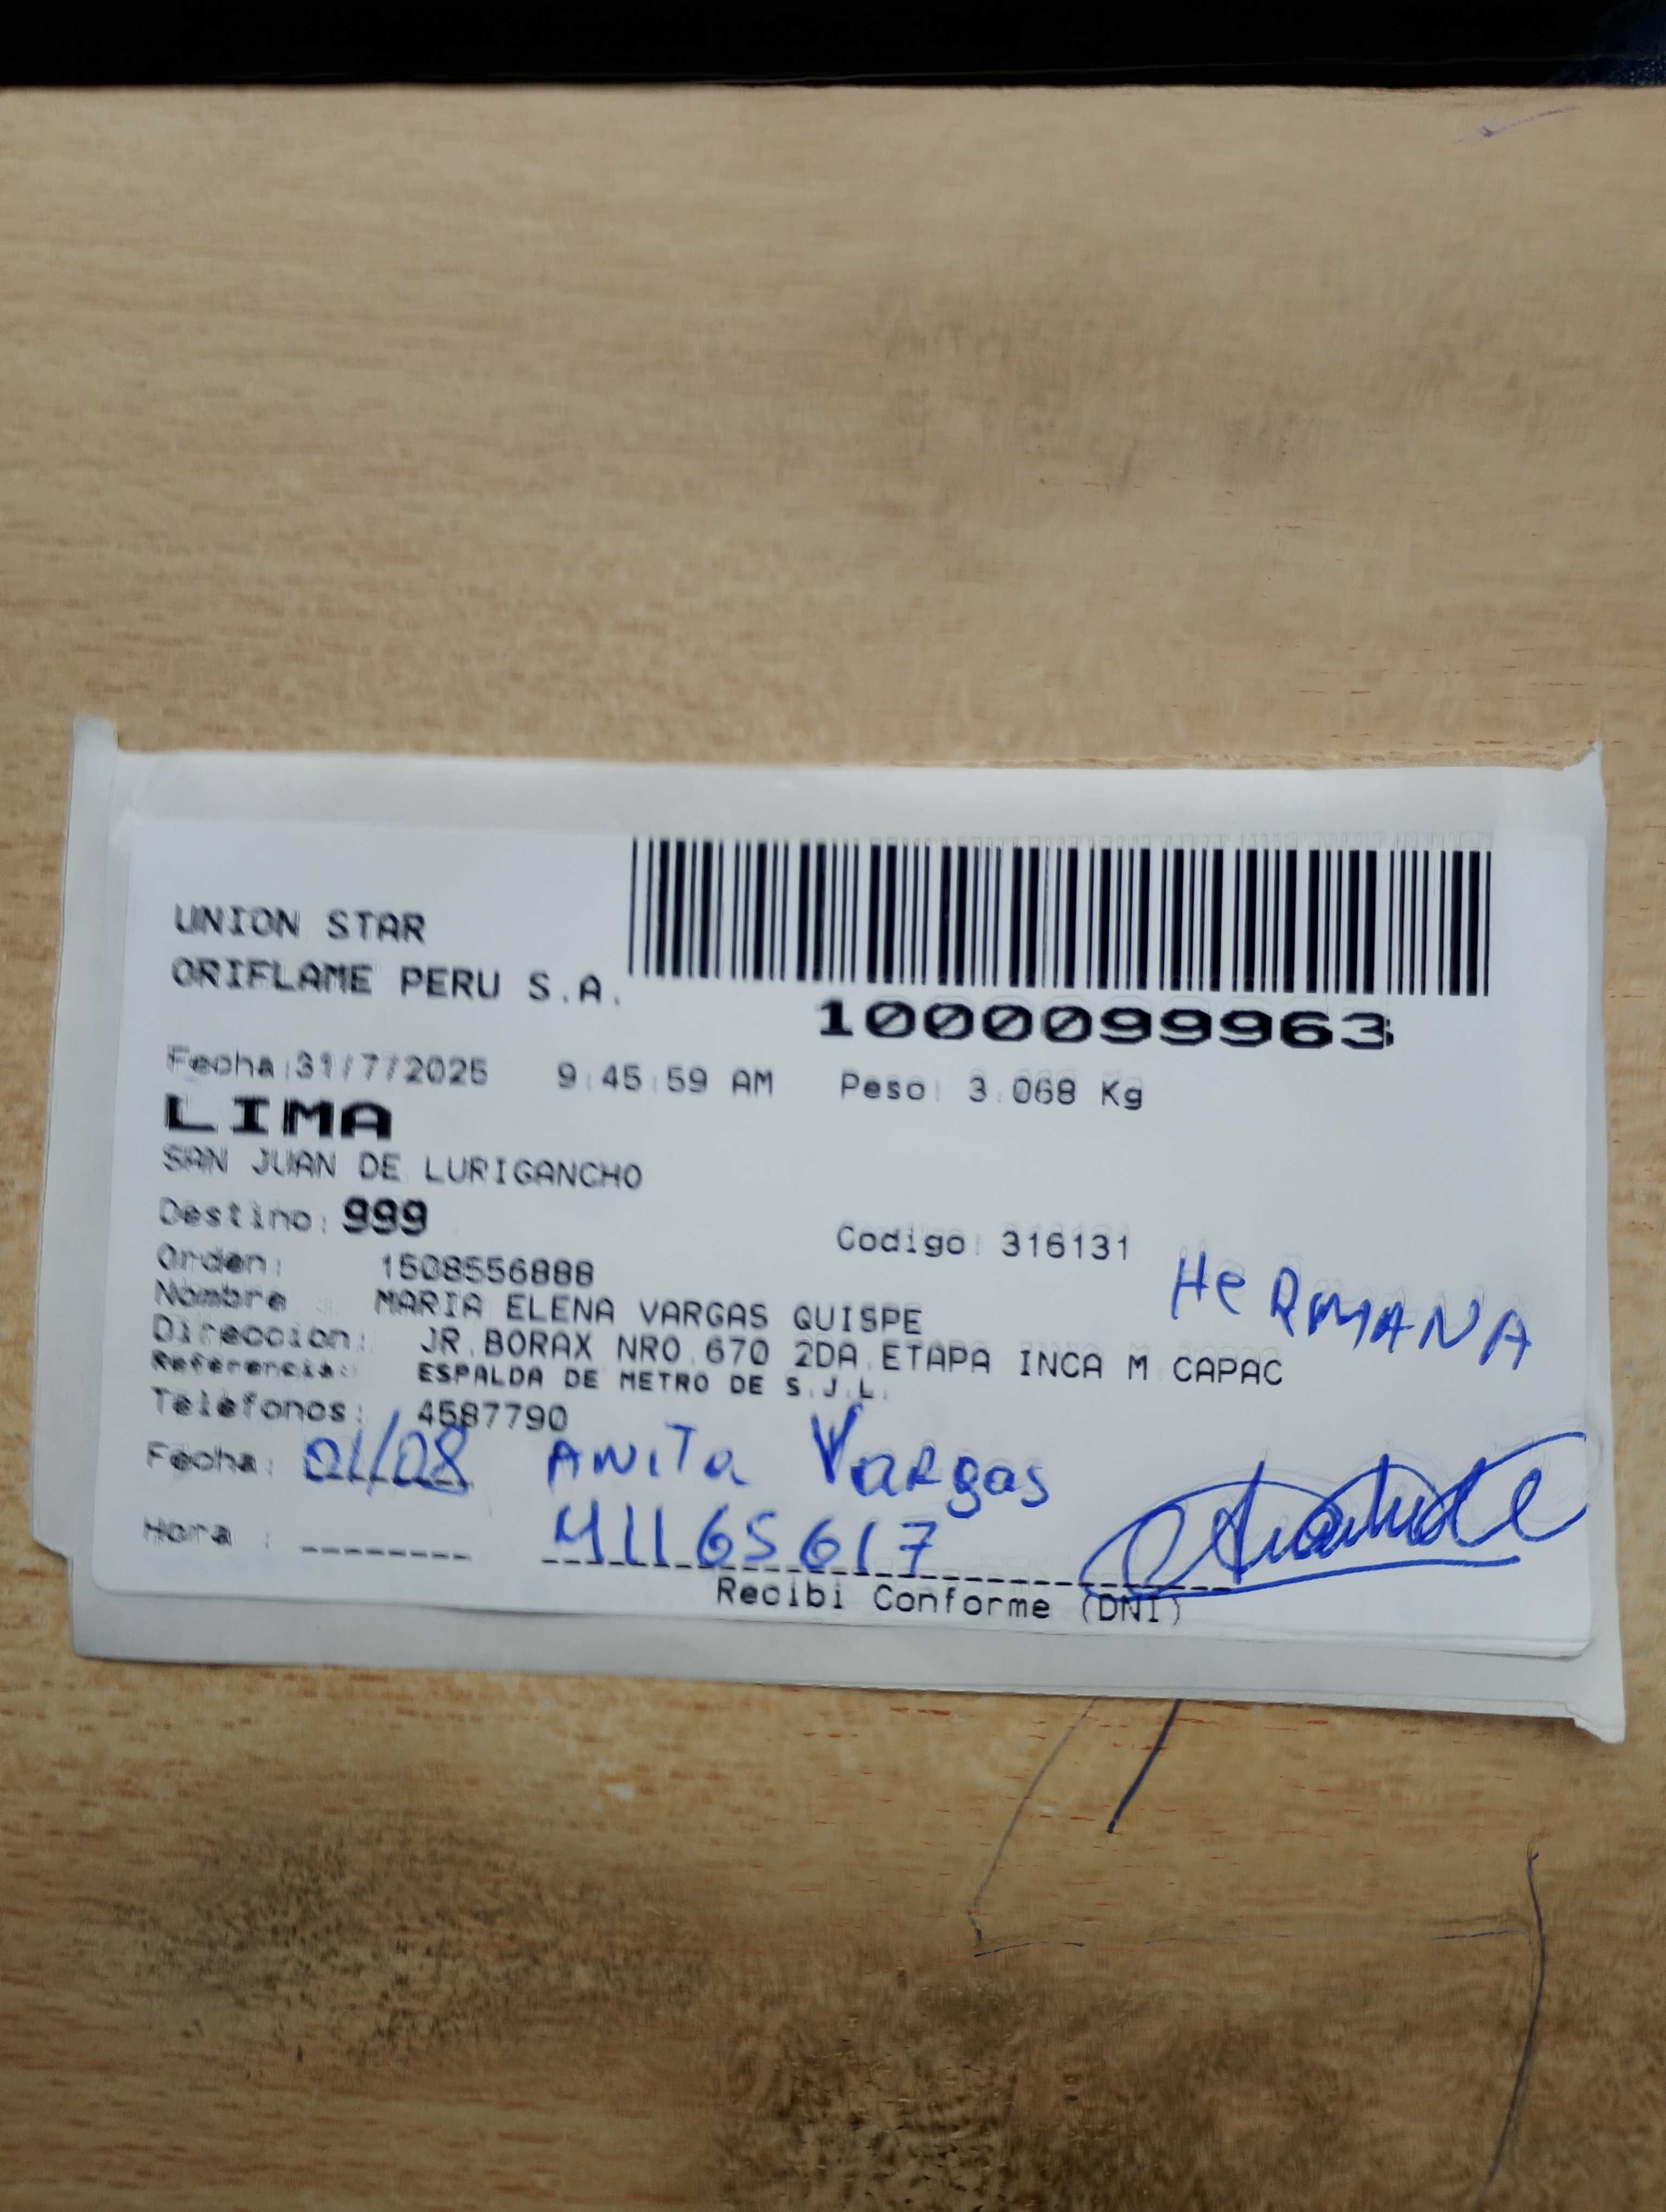 UNION STAR
ORIFLAME PERU S.A.
1000099963
Fecha:31/7/2025 9:45:59 AM Peso: 3.068 Kg
LIMA
SAN JUAN DE LURIGANCHO
Destino: 999
Codigo: 316131
Orden: 1508556888
HeRMANA
Nombre MARIA ELENA VARGAS QUISPE
Direccion: JR.BORAX NRO.670 2DA.ETAPA INCA M CAPAC
Referencia: ESPALDA DE METRO DE S.J.L.
Teléfonos: 4587790
Fecha: 01/08 ANiTa VaRgas
Hora : 41165617
Recibi Conforme (DNI)